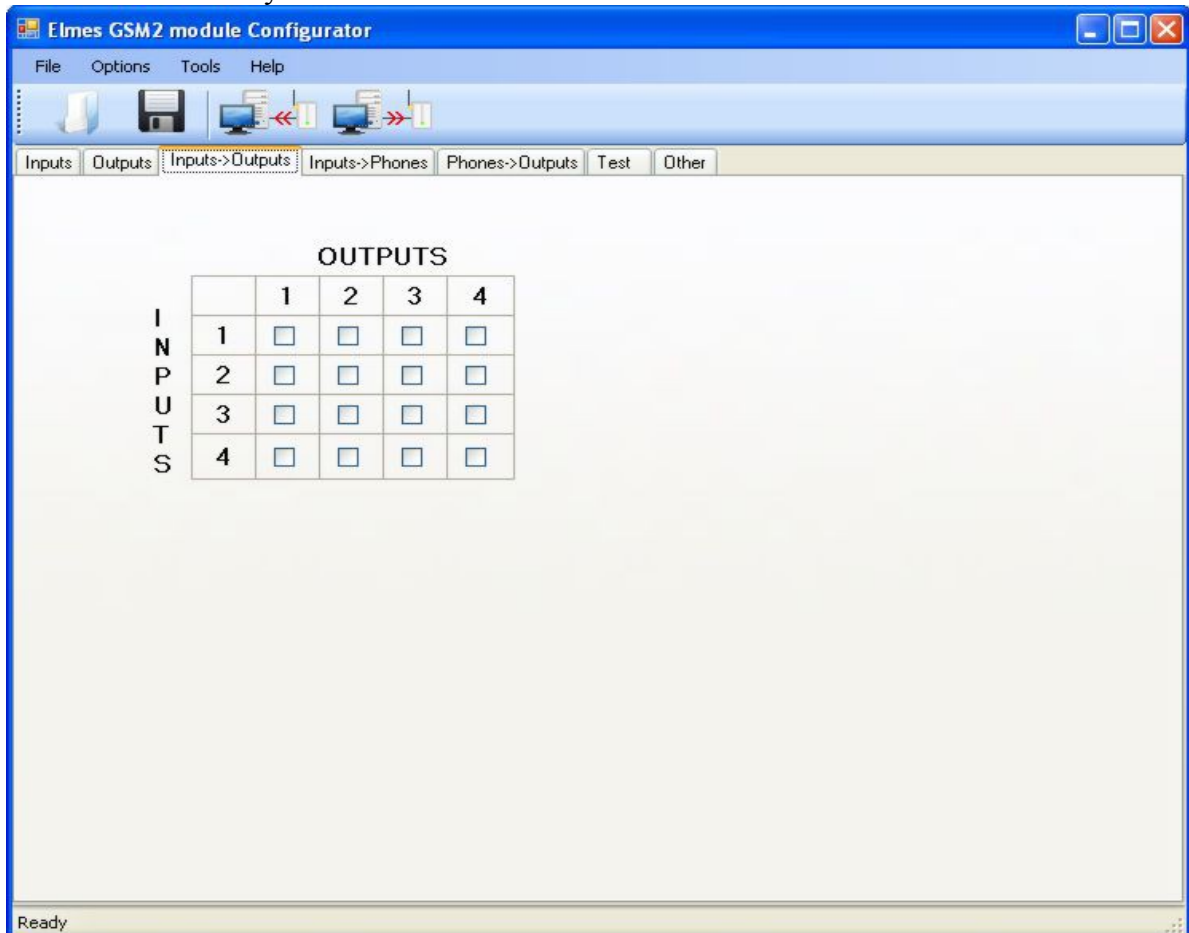 Elmes GSM2 module Configurator
File Options Tools Help
Inputs Outputs Inputs->Outputs Inputs->Phones Phones->Outputs Test Other
OUTPUTS
1 2 3 4
INPUTS
1
2
3
4
Ready